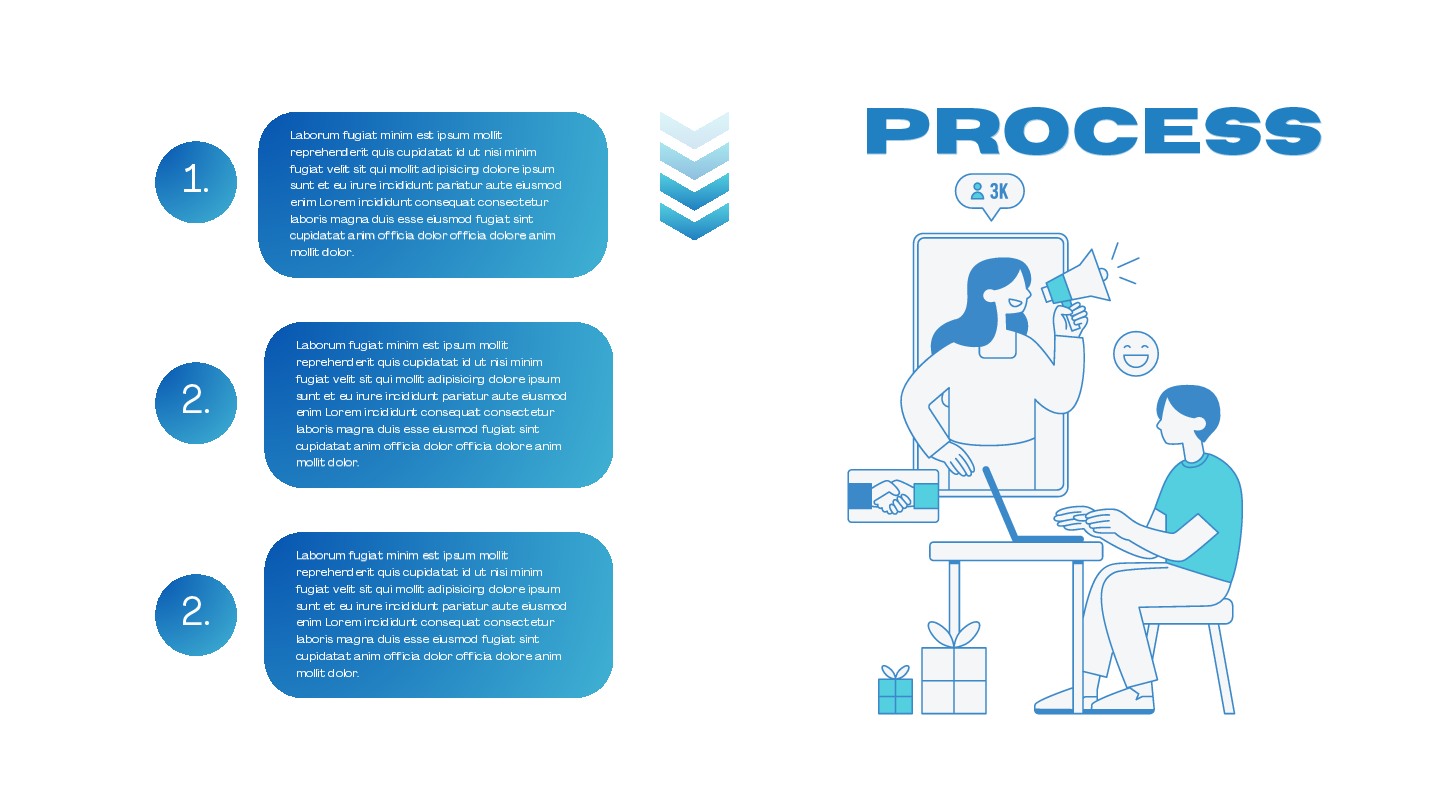 1.
Laborum fugiat minim est ipsum mollit
reprehenderit quis cupidatat id ut nisi minim
fugiat velit sit qui mollit adipisicing dolore ipsum
sunt et eu irure incididunt pariatur aute eiusmod
enim Lorem incididunt consequat consectetur
laboris magna duis esse eiusmod fugiat sint
cupidatat anim officia dolor officia dolore anim
mollit dolor.
2.
Laborum fugiat minim est ipsum mollit
reprehenderit quis cupidatat id ut nisi minim
fugiat velit sit qui mollit adipisicing dolore ipsum
sunt et eu irure incididunt pariatur aute eiusmod
enim Lorem incididunt consequat consectetur
laboris magna duis esse eiusmod fugiat sint
cupidatat anim officia dolor officia dolore anim
mollit dolor.
2.
Laborum fugiat minim est ipsum mollit
reprehenderit quis cupidatat id ut nisi minim
fugiat velit sit qui mollit adipisicing dolore ipsum
sunt et eu irure incididunt pariatur aute eiusmod
enim Lorem incididunt consequat consectetur
laboris magna duis esse eiusmod fugiat sint
cupidatat anim officia dolor officia dolore anim
mollit dolor.
PROCESS
3K